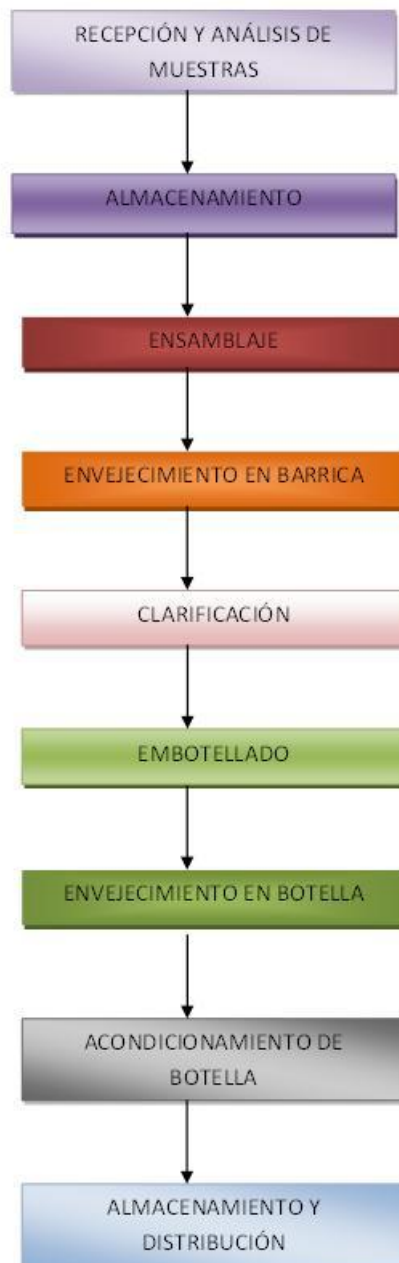 RECEPCIÓN Y ANÁLISIS DE
MUESTRAS
ALMACENAMIENTO
ENSAMBLAJE
ENVEJECIMIENTO EN BARRICA
CLARIFICACIÓN
EMBOTELLADO
ENVEJECIMIENTO EN BOTELLA
ACONDICIONAMIENTO DE
BOTELLA
ALMACENAMIENTO Y
DISTRIBUCIÓN